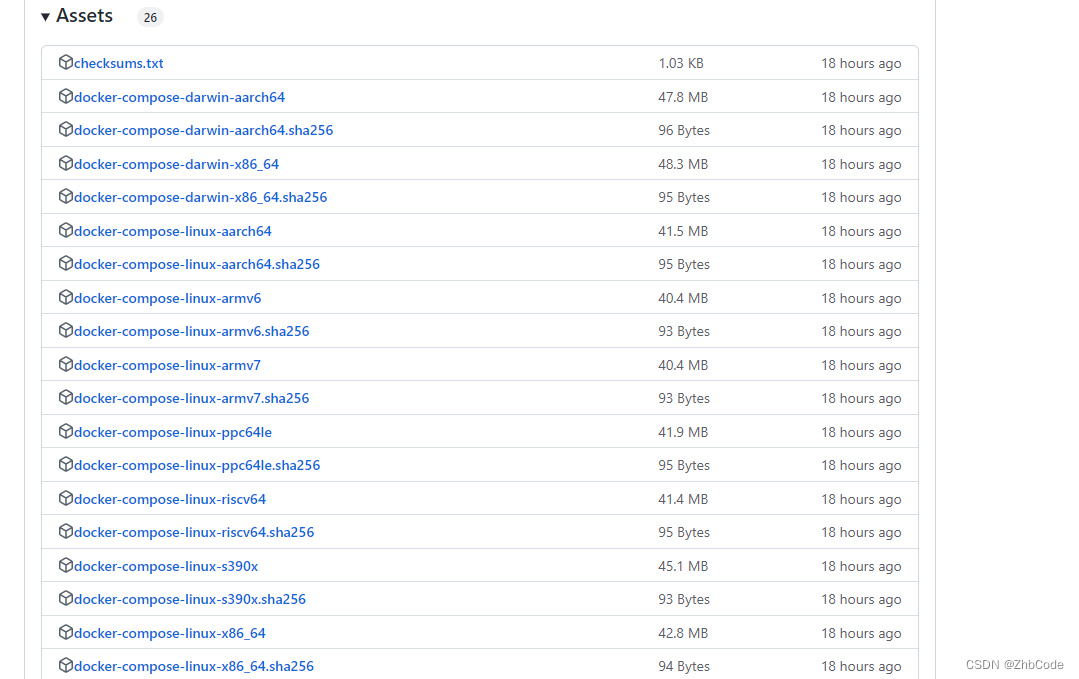 Assets 26
checksums.txt 1.03 KB 18 hours ago
docker-compose-darwin-aarch64 47.8 MB 18 hours ago
docker-compose-darwin-aarch64.sha256 96 Bytes 18 hours ago
docker-compose-darwin-x86_64 48.3 MB 18 hours ago
docker-compose-darwin-x86_64.sha256 95 Bytes 18 hours ago
docker-compose-linux-aarch64 41.5 MB 18 hours ago
docker-compose-linux-aarch64.sha256 95 Bytes 18 hours ago
docker-compose-linux-armv6 40.4 MB 18 hours ago
docker-compose-linux-armv6.sha256 93 Bytes 18 hours ago
docker-compose-linux-armv7 40.4 MB 18 hours ago
docker-compose-linux-armv7.sha256 93 Bytes 18 hours ago
docker-compose-linux-ppc64le 41.9 MB 18 hours ago
docker-compose-linux-ppc64le.sha256 95 Bytes 18 hours ago
docker-compose-linux-riscv64 41.4 MB 18 hours ago
docker-compose-linux-riscv64.sha256 95 Bytes 18 hours ago
docker-compose-linux-s390x 45.1 MB 18 hours ago
docker-compose-linux-s390x.sha256 93 Bytes 18 hours ago
docker-compose-linux-x86_64 42.8 MB 18 hours ago
docker-compose-linux-x86_64.sha256 94 Bytes 18 hours ago
CSDN @ZhbCode